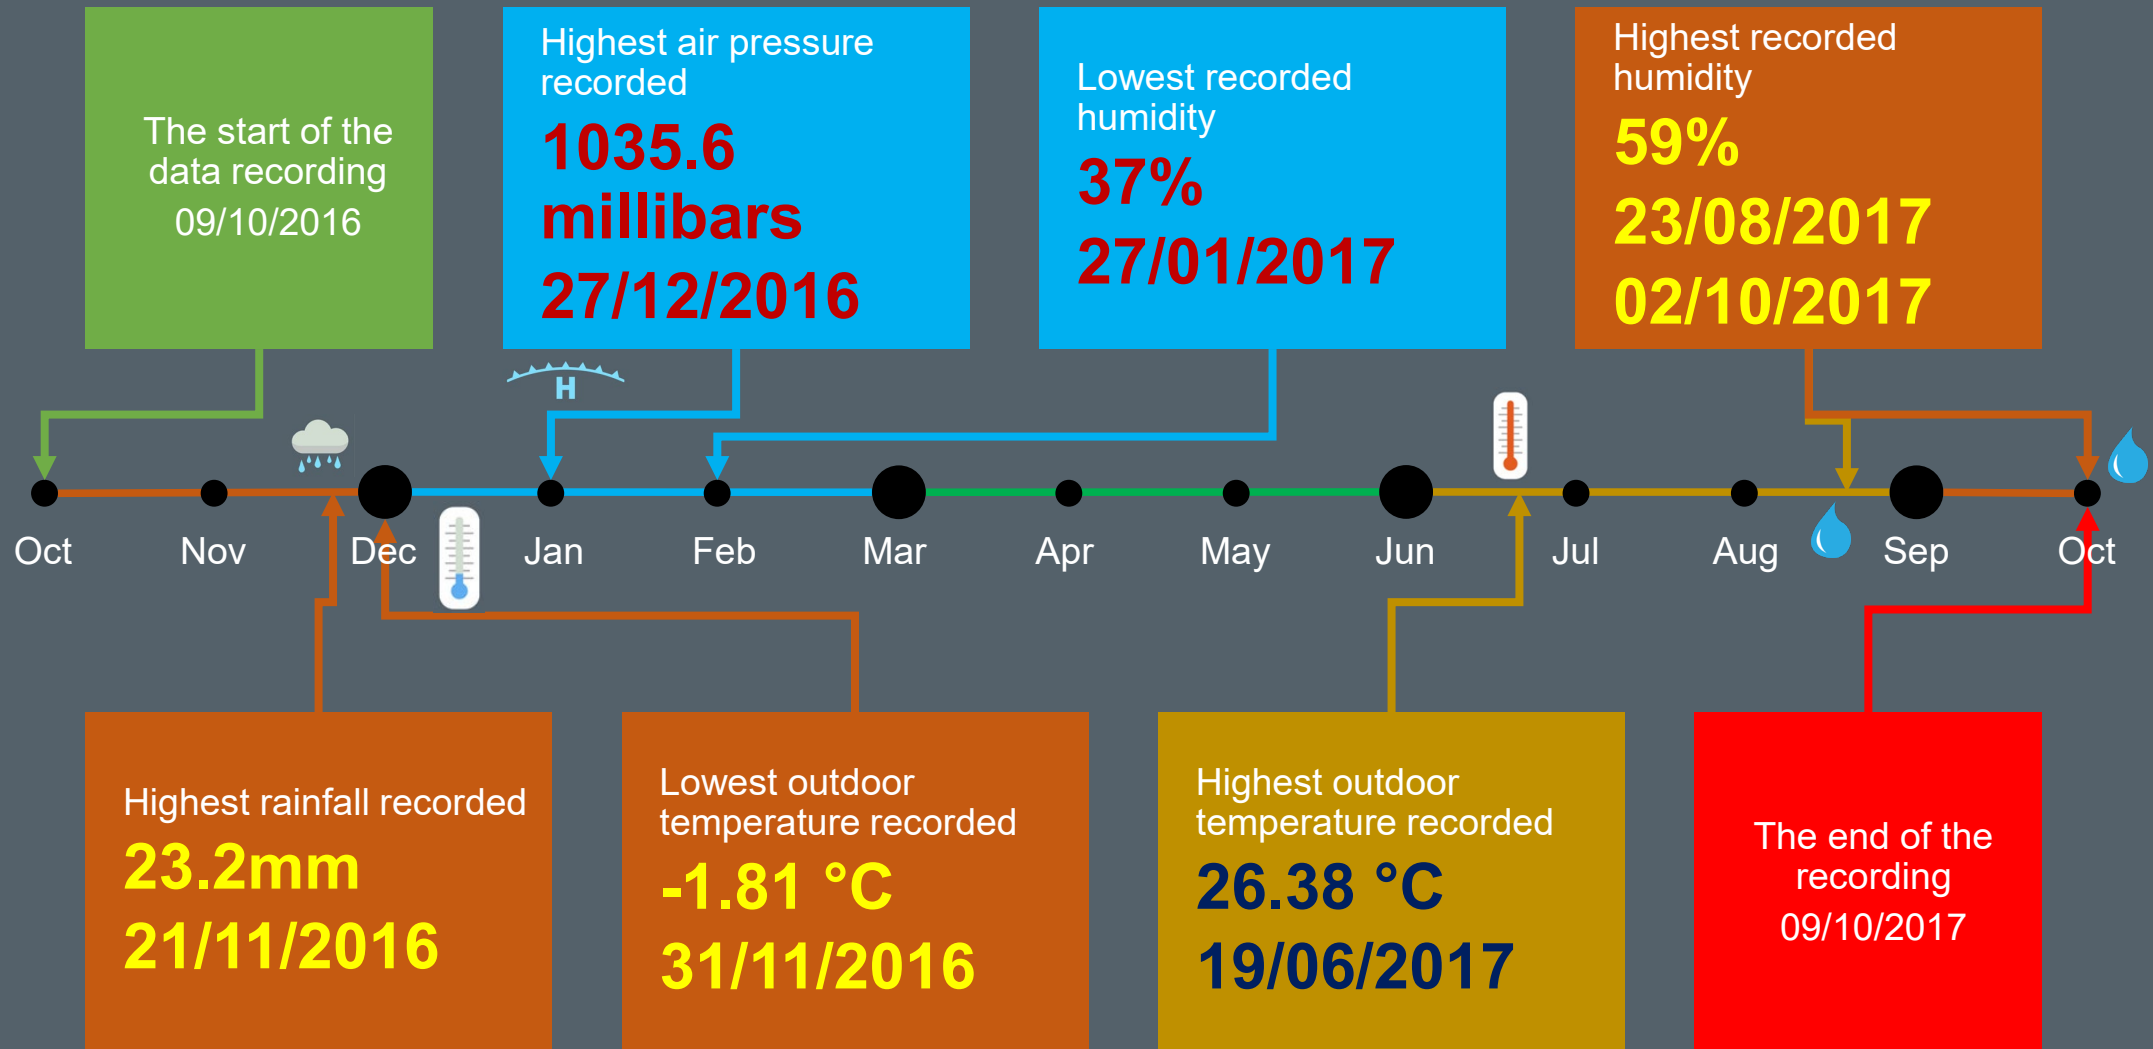 The start of the
data recording
09/10/2016
Highest air pressure
recorded
1035.6
millibars
27/12/2016
Lowest recorded
humidity
37%
27/01/2017
Highest recorded
humidity
59%
23/08/2017
02/10/2017
H
Oct Nov Dec Jan Feb Mar Apr May Jun Jul Aug Sep Oct
Highest rainfall recorded
23.2mm
21/11/2016
Lowest outdoor
temperature recorded
-1.81 °C
31/11/2016
Highest outdoor
temperature recorded
26.38 °C
19/06/2017
The end of the
recording
09/10/2017